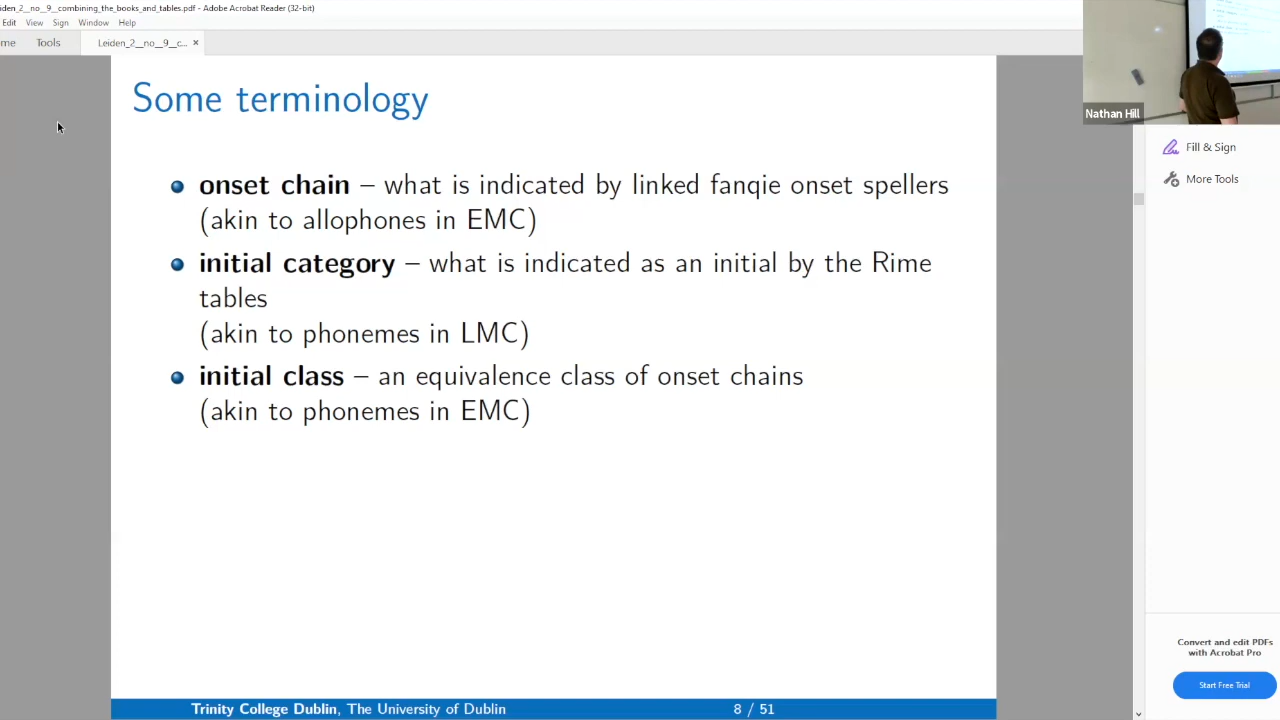 eiden_2__no__9__combining_the_books_and_tables.pdf - Adobe Acrobat Reader (32-bit)
Edit View Sign Window Help
me Tools Leiden_2__no__9__c... ×
Some terminology
onset chain – what is indicated by linked fanqie onset spellers
(akin to allophones in EMC)
initial category – what is indicated as an initial by the Rime
tables
(akin to phonemes in LMC)
initial class – an equivalence class of onset chains
(akin to phonemes in EMC)
Trinity College Dublin, The University of Dublin 8 / 51
Nathan Hill
Fill & Sign
More Tools
Convert and edit PDFs
with Acrobat Pro
Start Free Trial